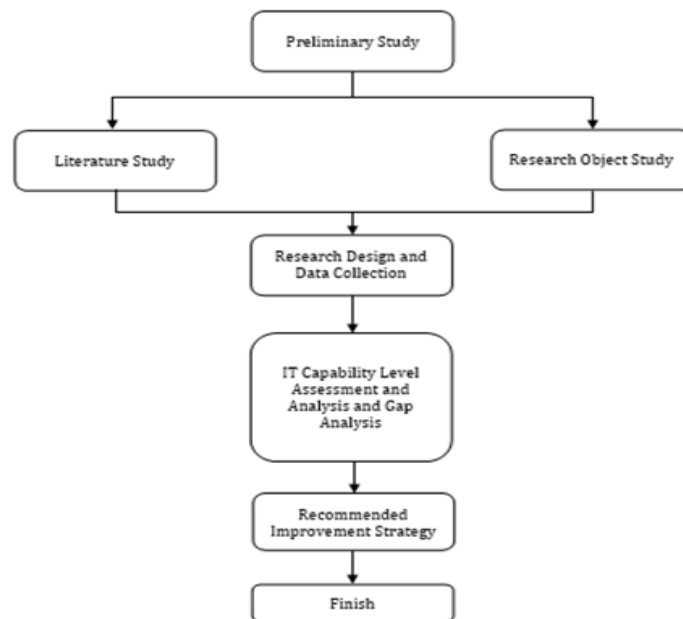 Preliminary Study
Literature Study
Research Object Study
Research Design and
Data Collection
IT Capability Level
Assessment and
Analysis and Gap
Analysis
Recommended
Improvement Strategy
Finish